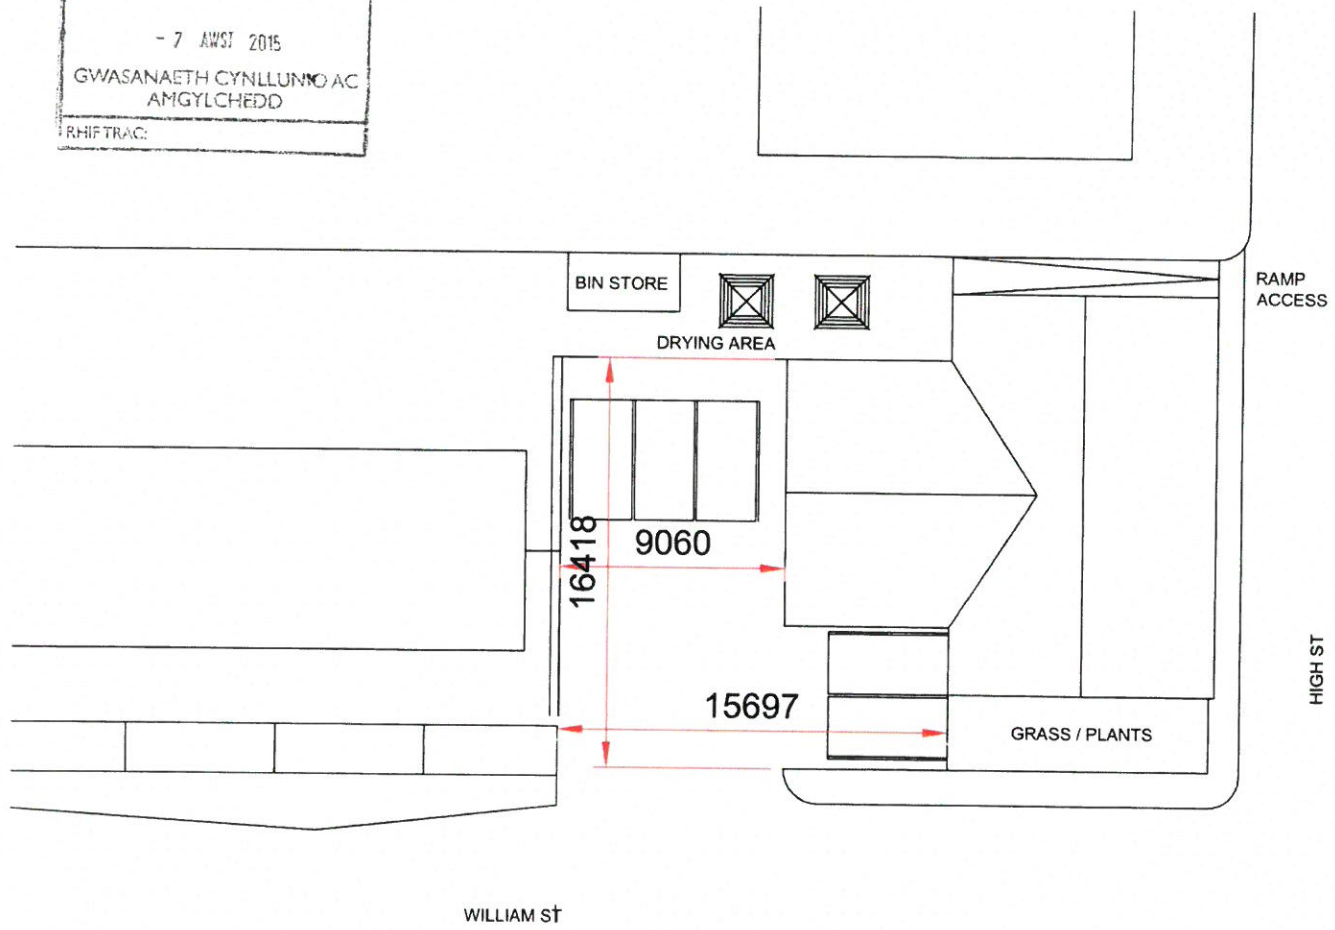 - 7 AWST 2015
GWASANAETH CYNLLUNIO AC
AMGYLCHEDD
RHIF TRAC:
BIN STORE
RAMP
ACCESS
DRYING AREA
16418
9060
15697
GRASS / PLANTS
HIGH ST
WILLIAM ST